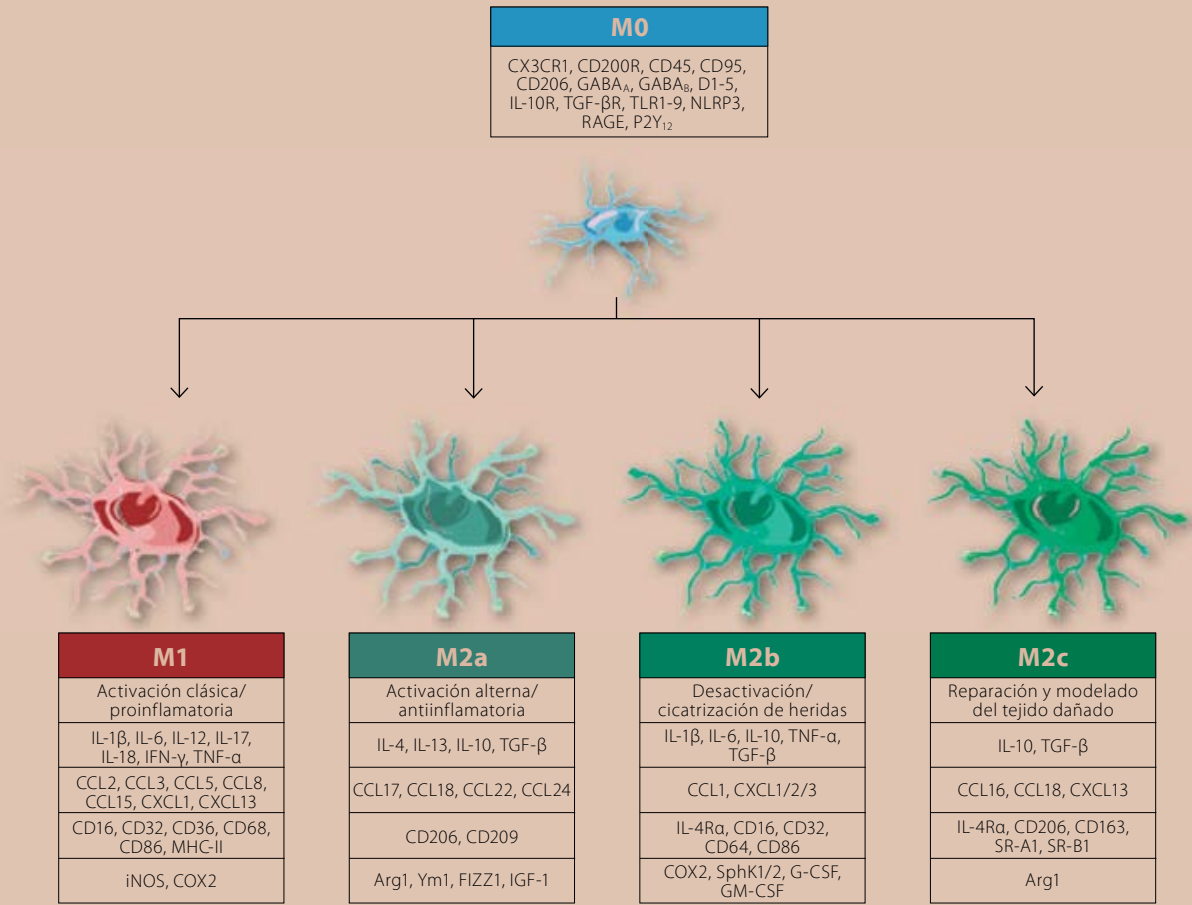 M0
CX3CR1, CD200R, CD45, CD95,
CD206, GABA_A, GABA_B, D1-5,
IL-10R, TGF-βR, TLR1-9, NLRP3,
RAGE, P2Y₁₂
M1
Activación clásica/
proinflamatoria
IL-1β, IL-6, IL-12, IL-17,
IL-18, IFN-γ, TNF-α
CCL2, CCL3, CCL5, CCL8,
CCL15, CXCL1, CXCL13
CD16, CD32, CD36, CD68,
CD86, MHC-II
iNOS, COX2
M2a
Activación alterna/
antiinflamatoria
IL-4, IL-13, IL-10, TGF-β
CCL17, CCL18, CCL22, CCL24
CD206, CD209
Arg1, Ym1, FIZZ1, IGF-1
M2b
Desactivación/
cicatrización de heridas
IL-1β, IL-6, IL-10, TNF-α,
TGF-β
CCL1, CXCL1/2/3
IL-4Rα, CD16, CD32,
CD64, CD86
COX2, SphK1/2, G-CSF,
GM-CSF
M2c
Reparación y modelado
del tejido dañado
IL-10, TGF-β
CCL16, CCL18, CXCL13
IL-4Rα, CD206, CD163,
SR-A1, SR-B1
Arg1